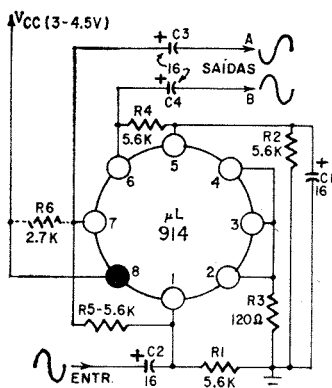 VCC (3-4.5V)
C3
+
16
A
SAÍDAS
+
C4
B
R4
5.6K
R2
5.6K
+
C1
16
6
5
4
R6
2.7K
7
µL
914
3
8
1
2
R5-5.6K
R3
120Ω
ENTR.
+
C2
16
R1
5.6K